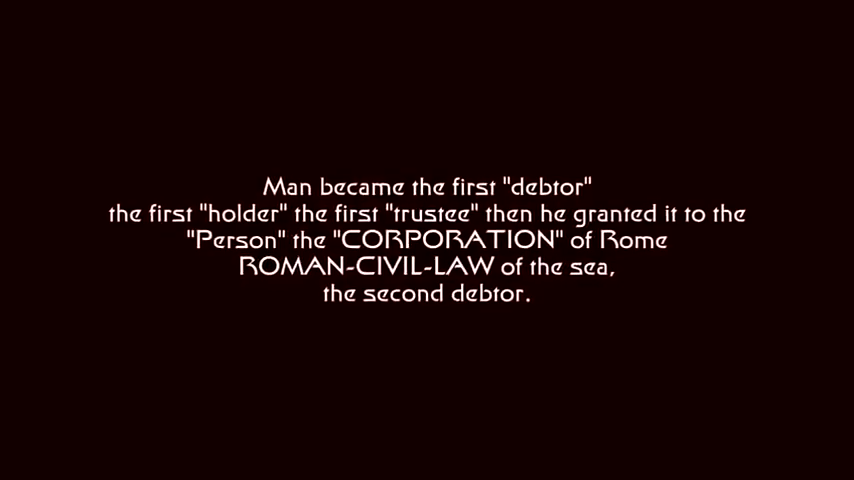 Man became the first "debtor"
the first "holder" the first "trustee" then he granted it to the
"Person" the "CORPORATION" of Rome
ROMAN-CIVIL-LAW of the sea,
the second debtor.